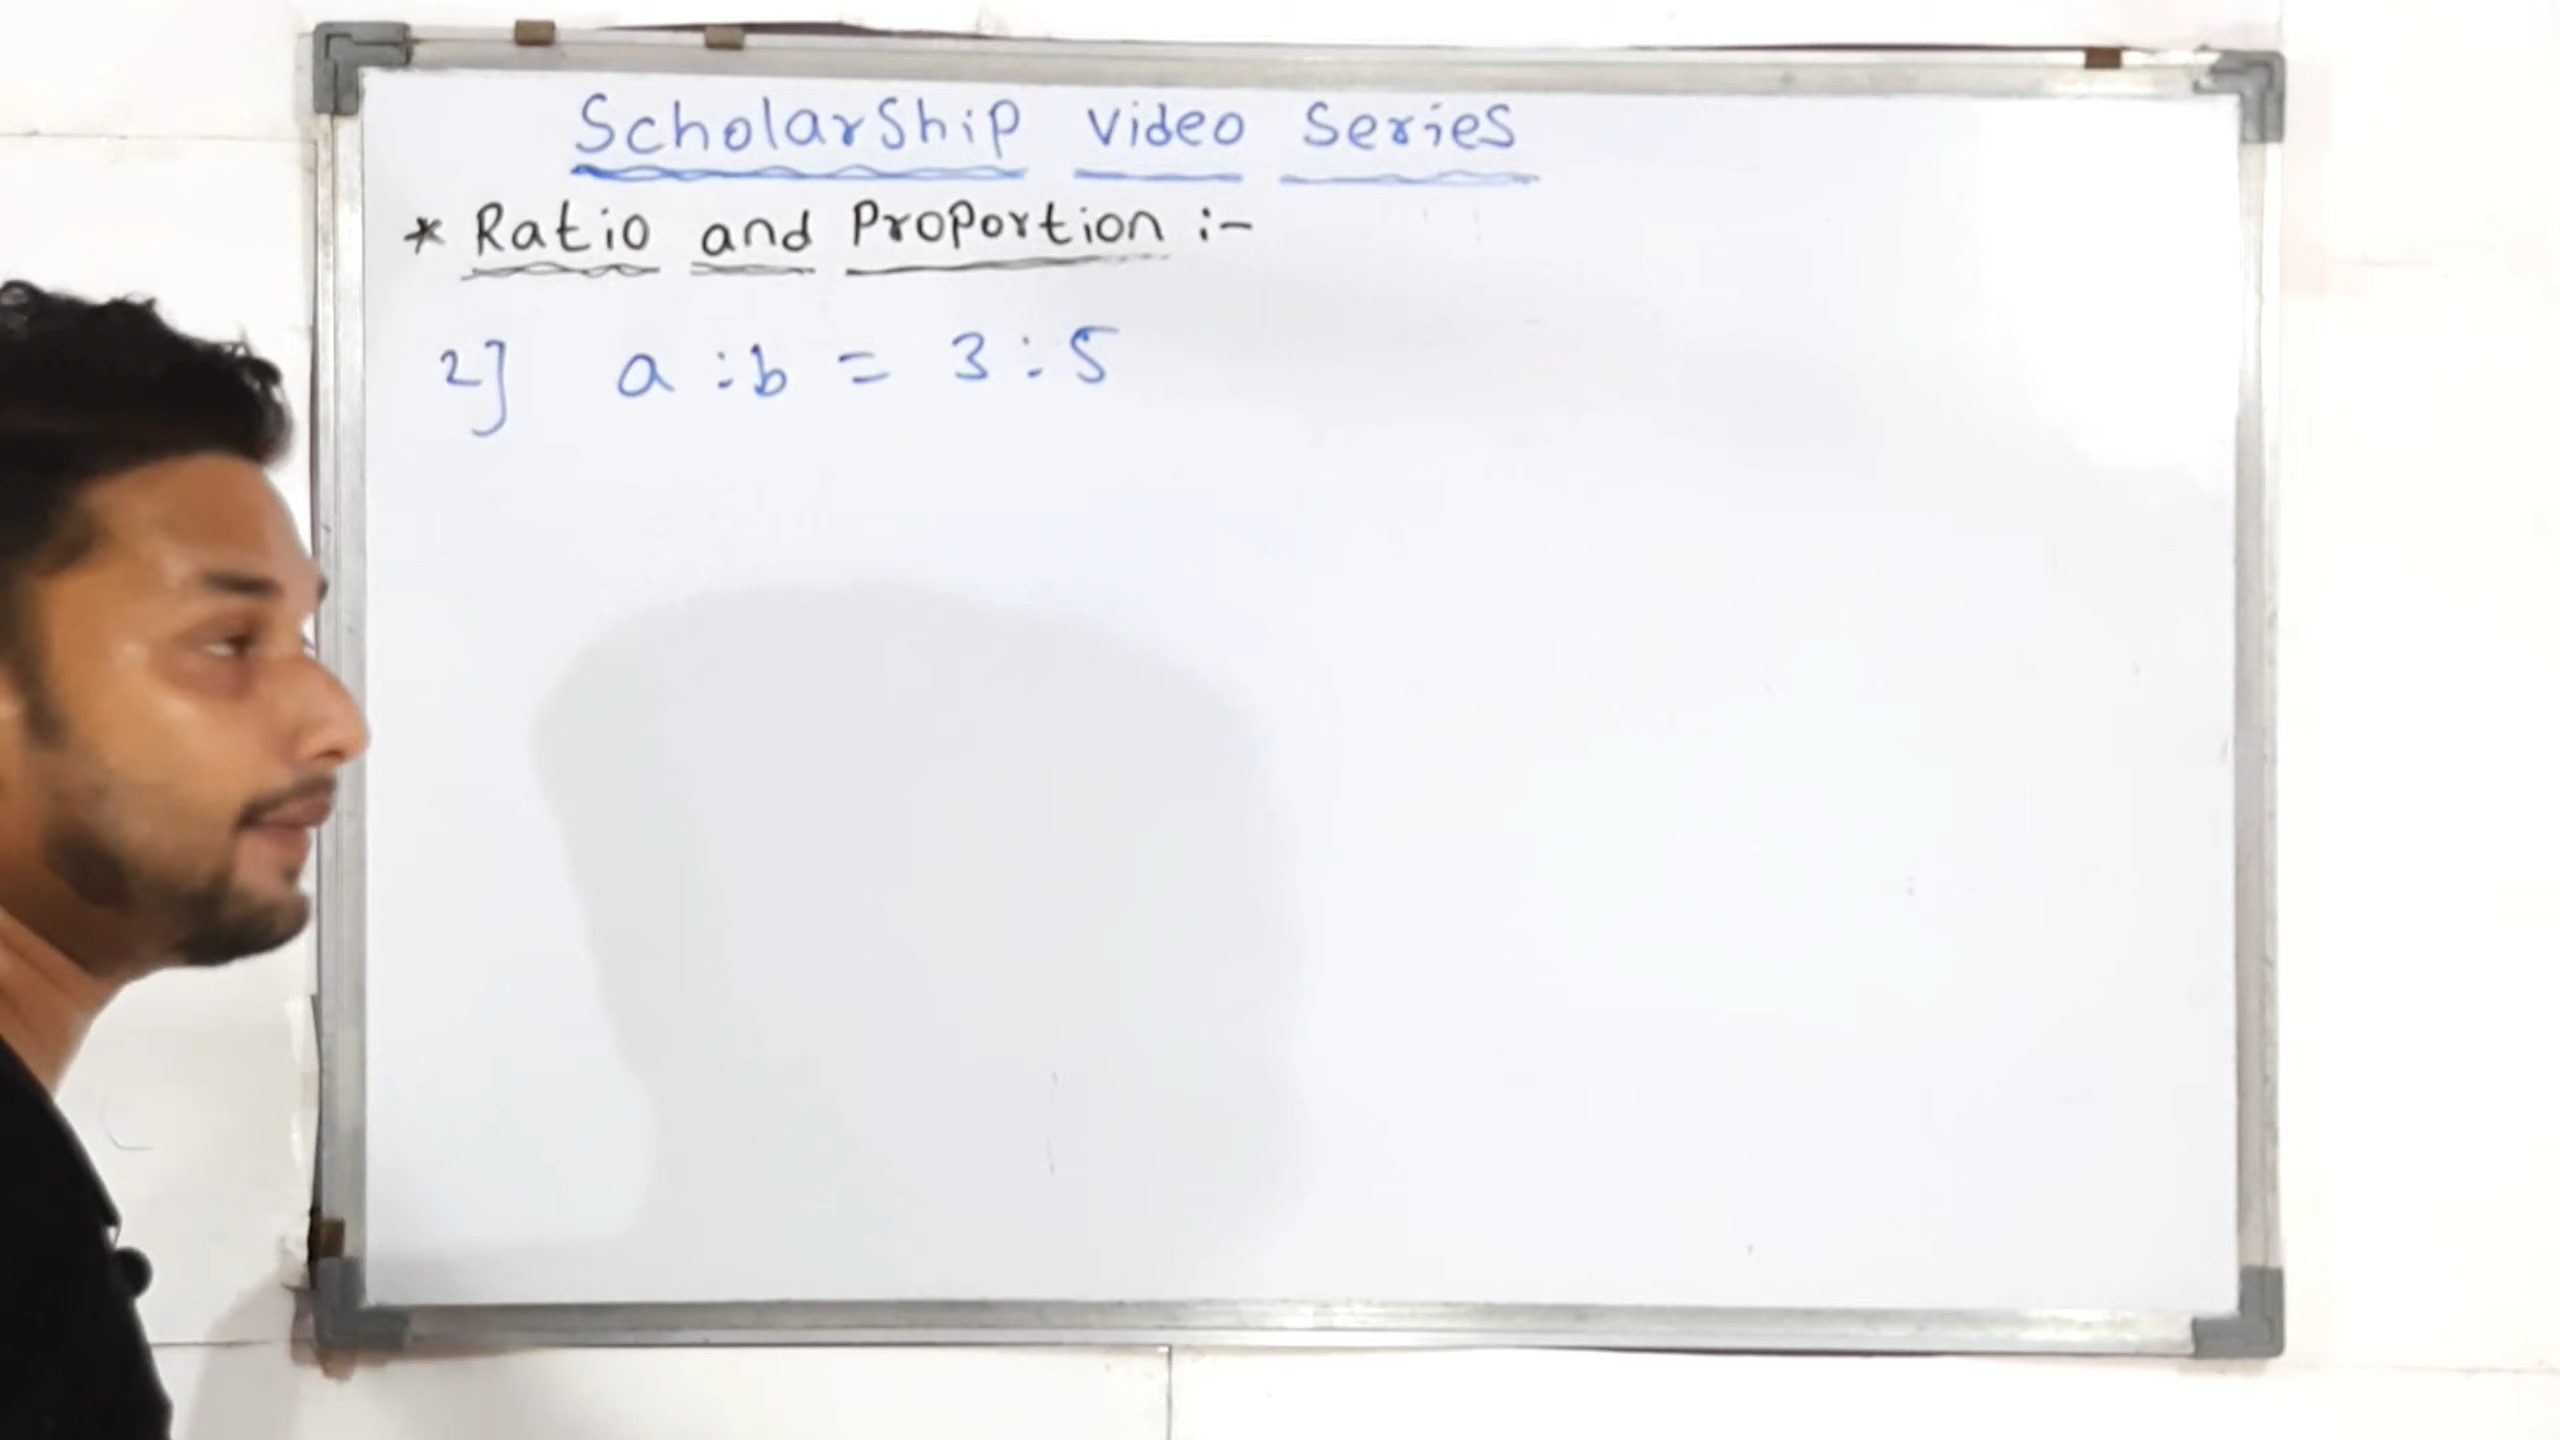 Scholarship Video Series
* Ratio and Proportion :-
2] a : b = 3 : 5